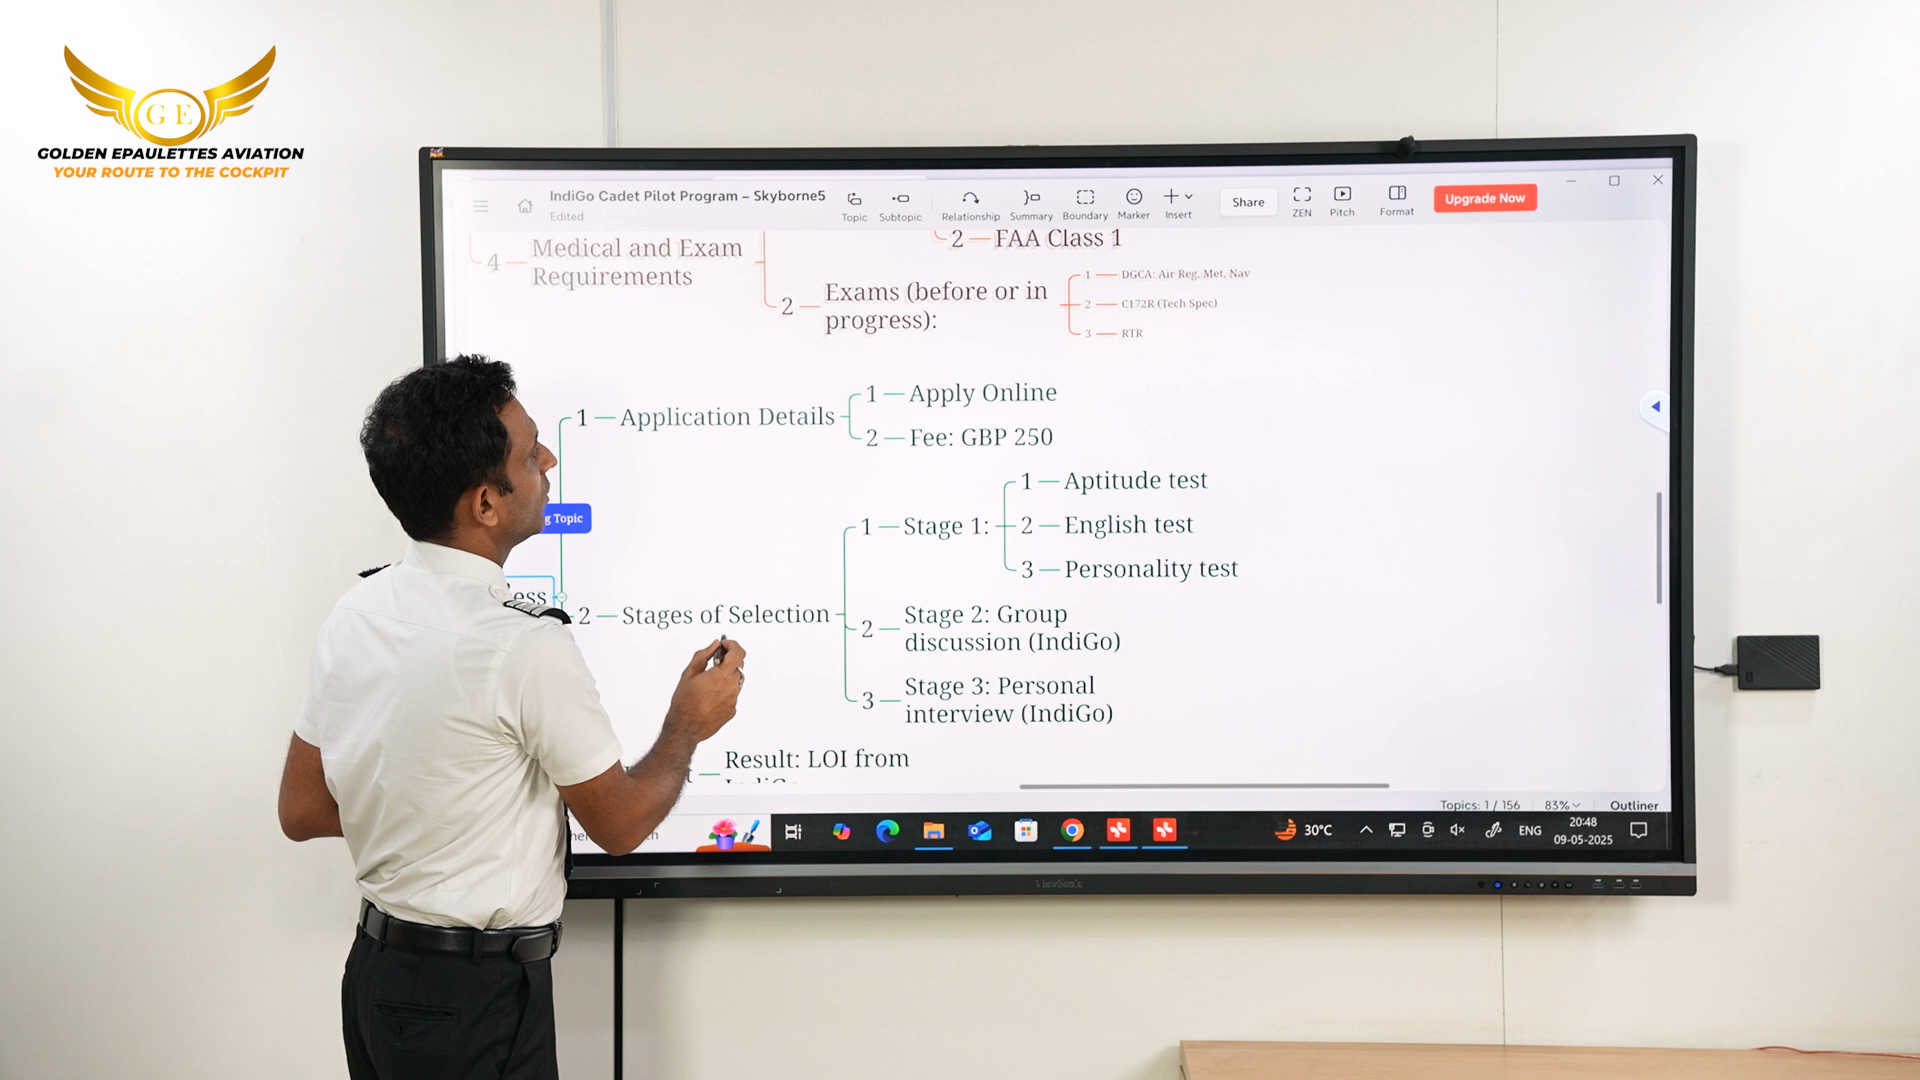 G E
GOLDEN EPAULETTES AVIATION
YOUR ROUTE TO THE COCKPIT
IndiGo Cadet Pilot Program – Skyborne5
Edited
Topic
Subtopic
Relationship
Summary
Boundary
Marker
Insert
Share
ZEN
Pitch
Format
Upgrade Now
4
Medical and Exam
Requirements
2
FAA Class 1
2
Exams (before or in
progress):
1
DGCA: Air Reg, Met, Nav
2
C172R (Tech Spec)
3
RTR
1
Application Details
1
Apply Online
2
Fee: GBP 250
g Topic
ess
2
Stages of Selection
1
Stage 1:
1
Aptitude test
2
English test
3
Personality test
2
Stage 2: Group
discussion (IndiGo)
3
Stage 3: Personal
interview (IndiGo)
t
Result: LOI from
Topics: 1 / 156
83%
Outliner
30°C
ENG
20:48
09-05-2025
ViewSonic